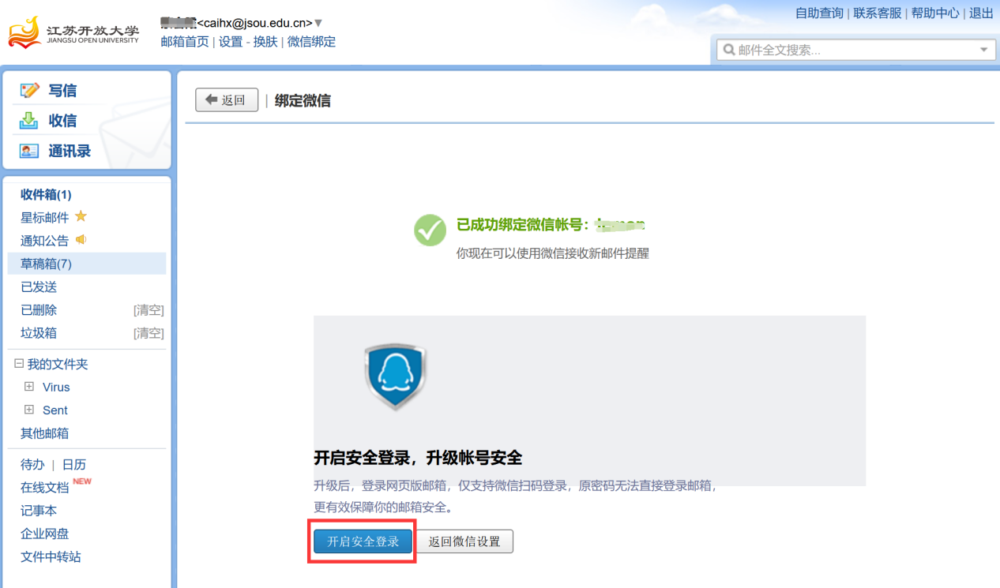 江苏开放大学
JIANGSU OPEN UNIVERSITY
<caihx@jsou.edu.cn>
邮箱首页 | 设置 - 换肤 | 微信绑定
自助查询 | 联系客服 | 帮助中心 | 退出
邮件全文搜索...
写信
收信
通讯录
收件箱(1)
星标邮件
通知公告
草稿箱(7)
已发送
已删除 [清空]
垃圾箱 [清空]
我的文件夹
Virus
Sent
其他邮箱
待办 | 日历
在线文档 NEW
记事本
企业网盘
文件中转站
返回 | 绑定微信
已成功绑定微信帐号：
你现在可以使用微信接收新邮件提醒
开启安全登录，升级帐号安全
升级后，登录网页版邮箱，仅支持微信扫码登录，原密码无法直接登录邮箱，
更有效保障你的邮箱安全。
开启安全登录 返回微信设置